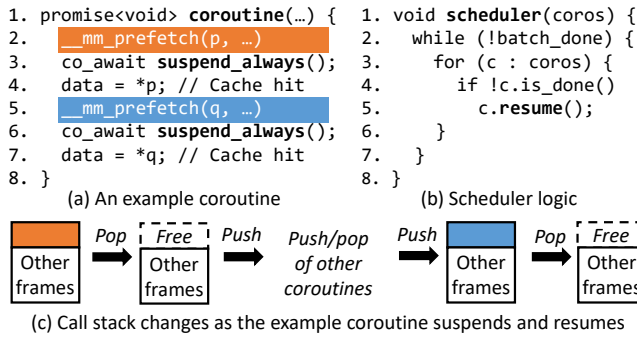 1. promise<void> coroutine(…) {
2. __mm_prefetch(p, …)
3. co_await suspend_always();
4. data = *p; // Cache hit
5. __mm_prefetch(q, …)
6. co_await suspend_always();
7. data = *q; // Cache hit
8. }
(a) An example coroutine
1. void scheduler(coros) {
2. while (!batch_done) {
3. for (c : coros) {
4. if !c.is_done()
5. c.resume();
6. }
7. }
8. }
(b) Scheduler logic
Other
frames
Pop
Free
Other
frames
Push
Push/pop
of other
coroutines
Push
Other
frames
Pop
Free
Other
frames
(c) Call stack changes as the example coroutine suspends and resumes